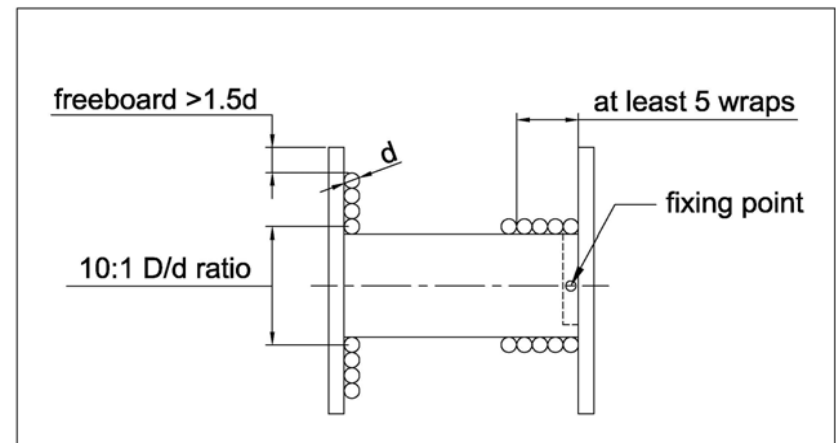 freeboard >1.5d
at least 5 wraps
d
fixing point
10:1 D/d ratio